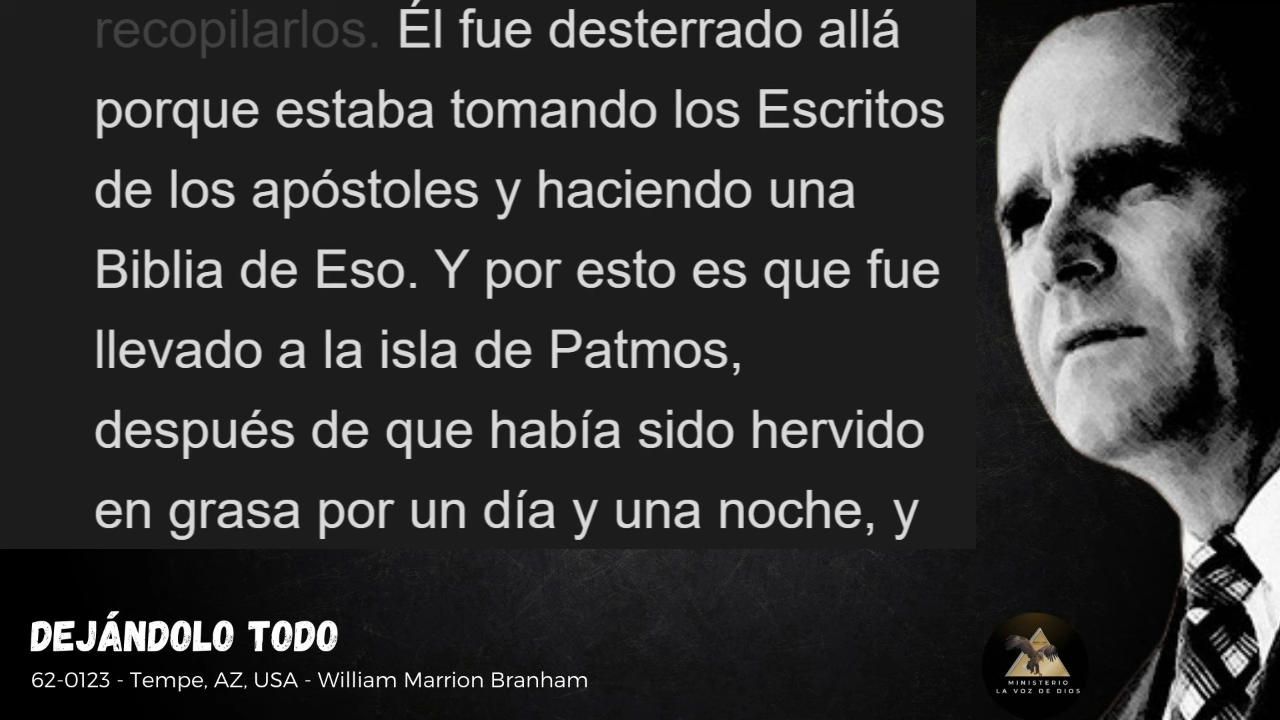 recopilarlos. Él fue desterrado allá
porque estaba tomando los Escritos
de los apóstoles y haciendo una
Biblia de Eso. Y por esto es que fue
llevado a la isla de Patmos,
después de que había sido hervido
en grasa por un día y una noche, y
DEJÁNDOLO TODO
62-0123 - Tempe, AZ, USA - William Marrion Branham
MINISTERIO
LA VOZ DE DIOS